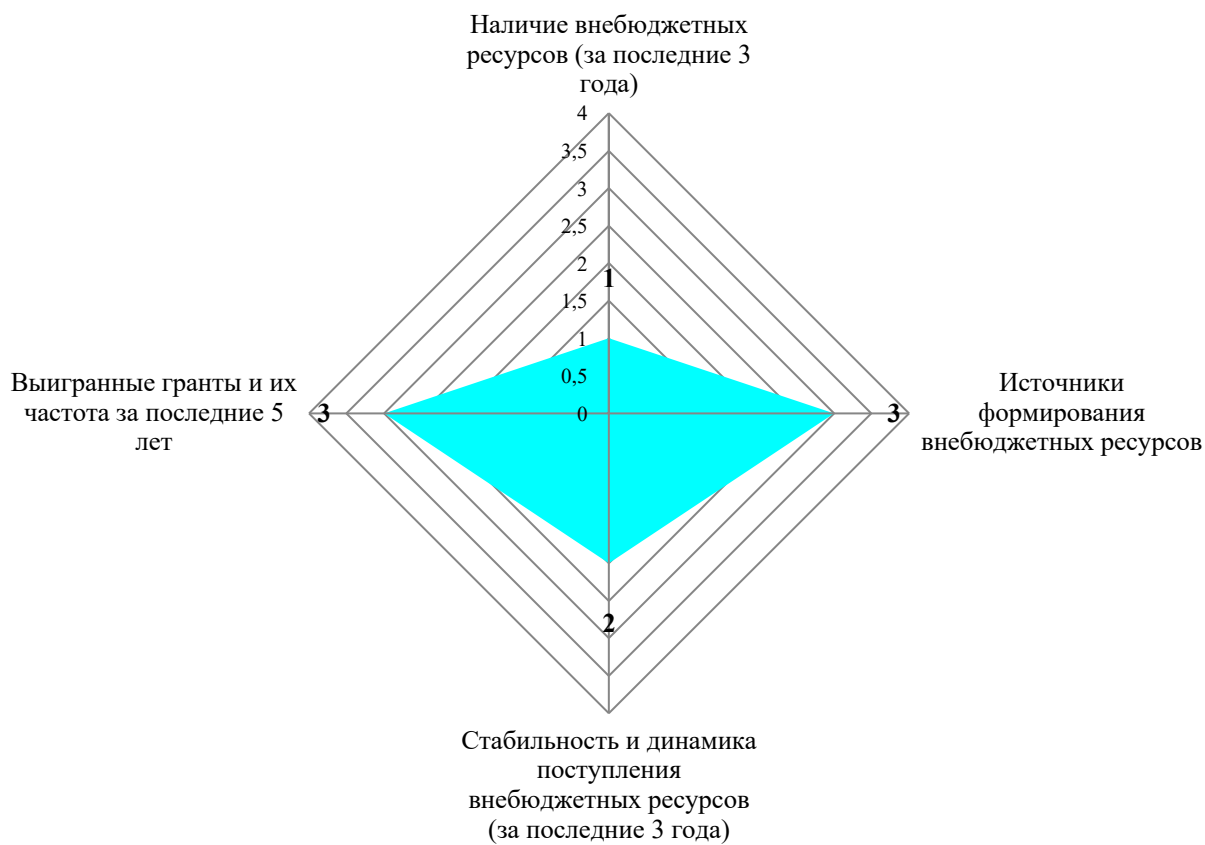 Наличие внебюджетных
ресурсов (за последние 3
года)
4
3,5
3
2,5
2
1
1,5
1
0,5
0
Выигранные гранты и их
частота за последние 5
лет
3
3
Источники
формирования
внебюджетных ресурсов
2
Стабильность и динамика
поступления
внебюджетных ресурсов
(за последние 3 года)